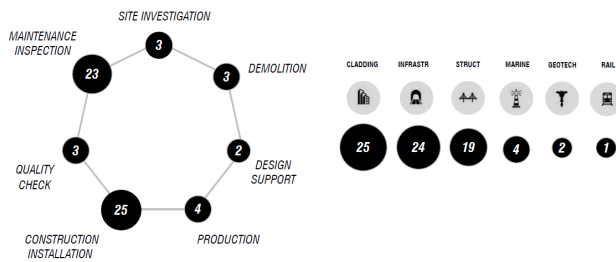 SITE INVESTIGATION
3
MAINTENANCE
INSPECTION
23
3
DEMOLITION
3
QUALITY
CHECK
2
DESIGN
SUPPORT
25
CONSTRUCTION
INSTALLATION
4
PRODUCTION
CLADDING INFRASTR STRUCT MARINE GEOTECH RAIL
25 24 19 4 2 1